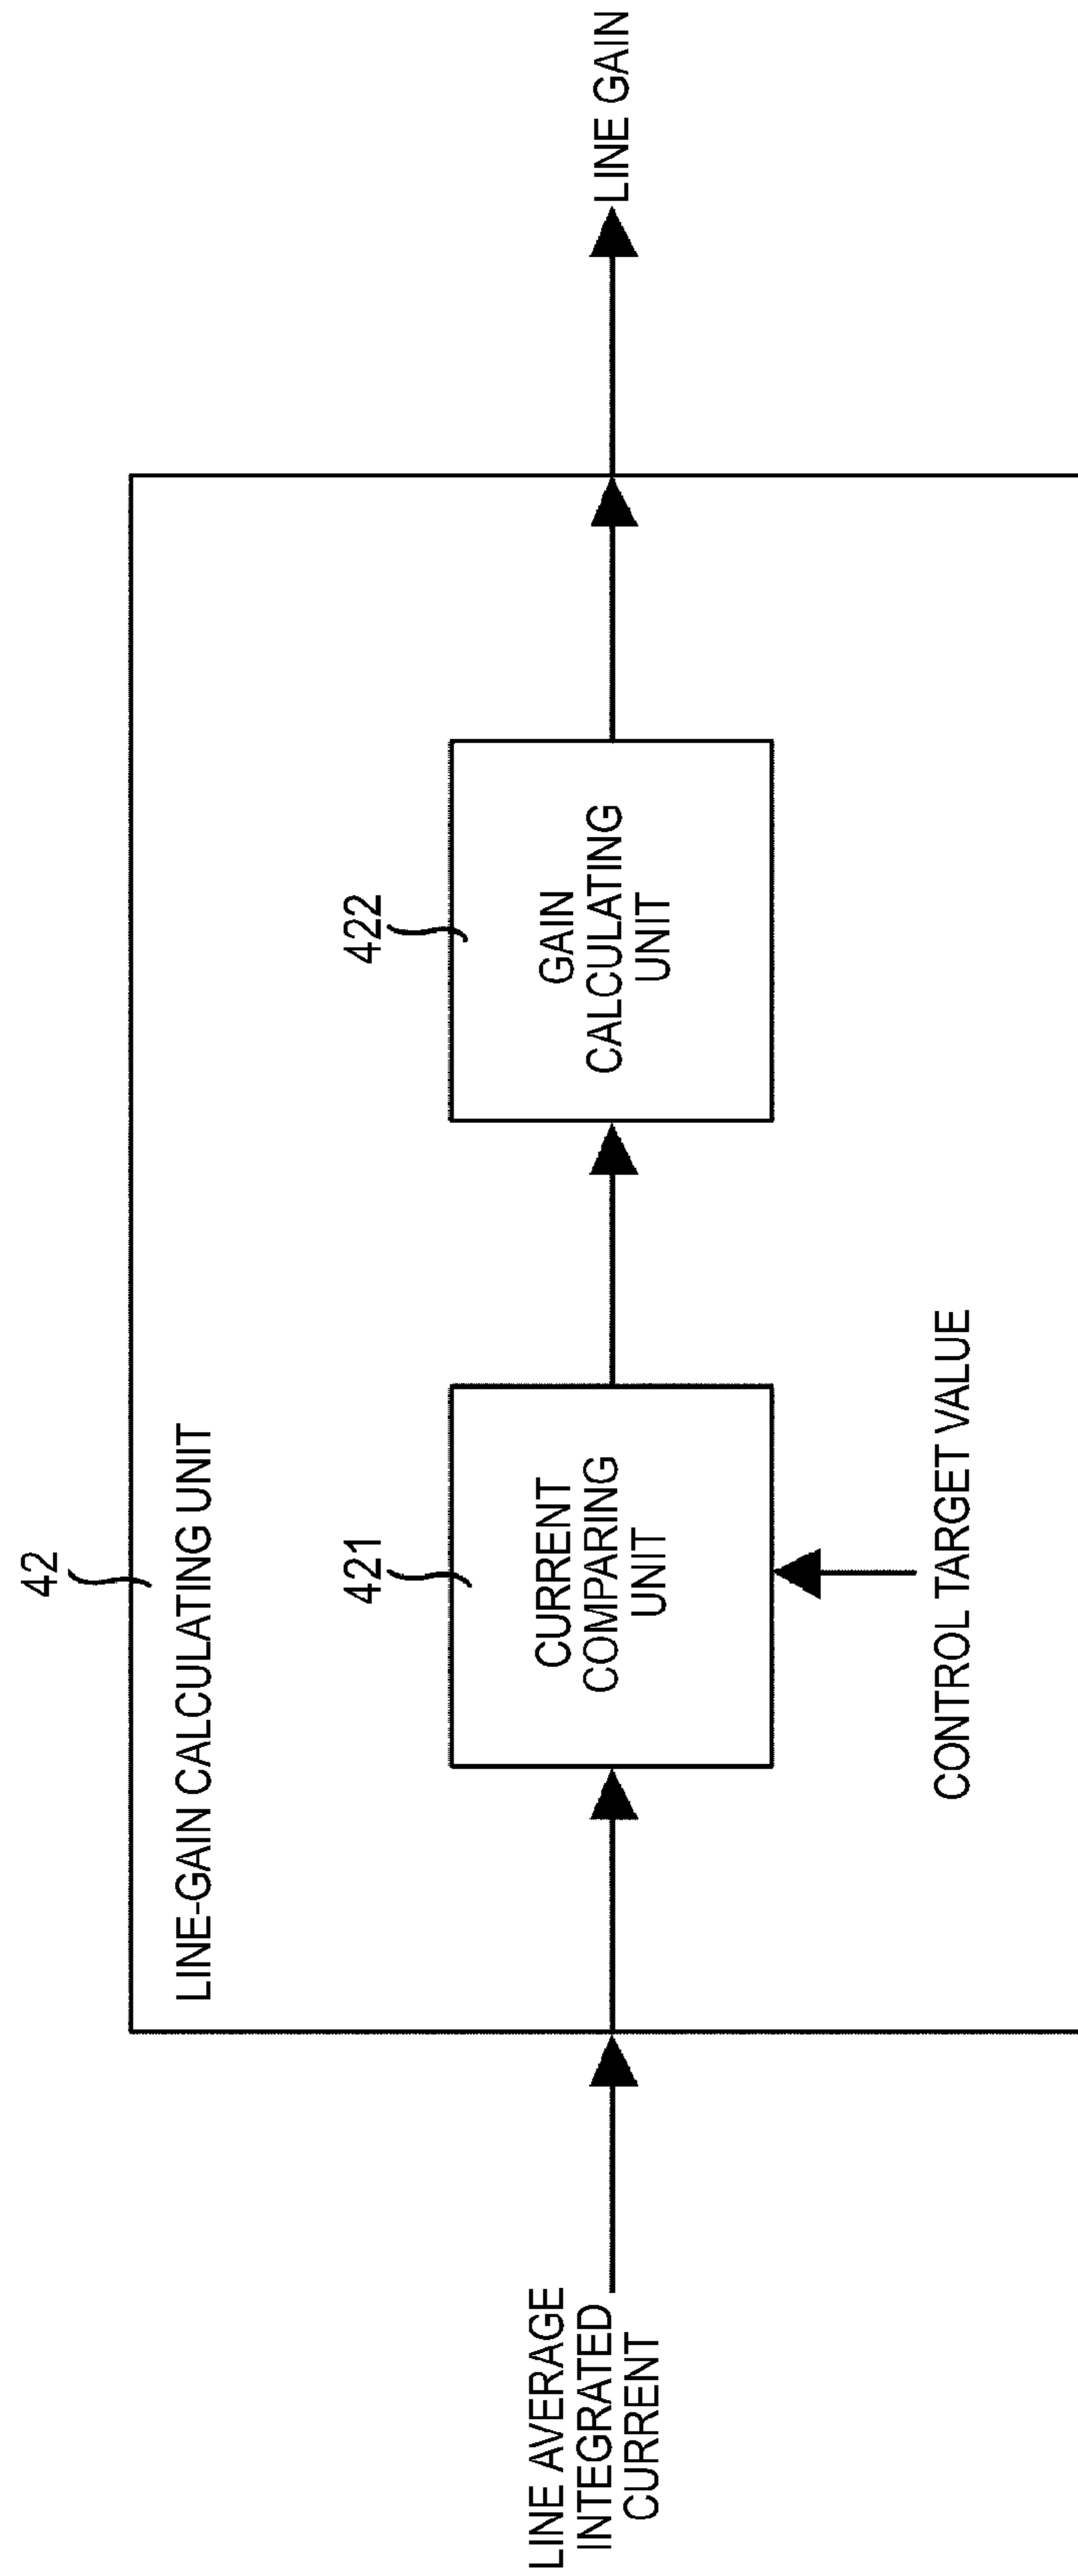 42
LINE-GAIN CALCULATING UNIT
LINE AVERAGE
INTEGRATED
CURRENT
421
CURRENT
COMPARING
UNIT
CONTROL TARGET VALUE
422
GAIN
CALCULATING
UNIT
LINE GAIN